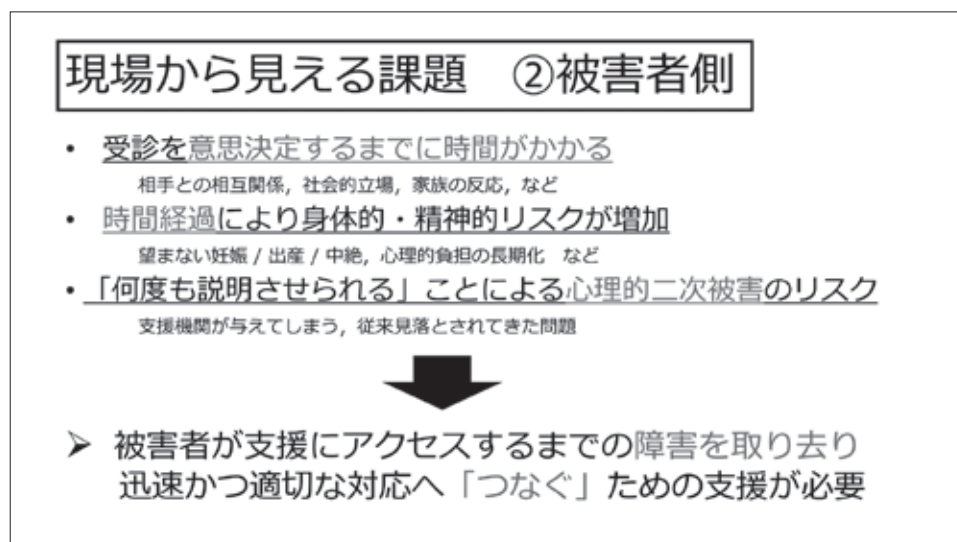 現場から見える課題　②被害者側
• 受診を意思決定するまでに時間がかかる
相手との相互関係，社会的立場，家族の反応，など
• 時間経過により身体的・精神的リスクが増加
望まない妊娠 / 出産 / 中絶，心理的負担の長期化　など
• 「何度も説明させられる」ことによる心理的二次被害のリスク
支援機関が与えてしまう，従来見落とされてきた問題
➢ 被害者が支援にアクセスするまでの障害を取り去り
迅速かつ適切な対応へ「つなぐ」ための支援が必要